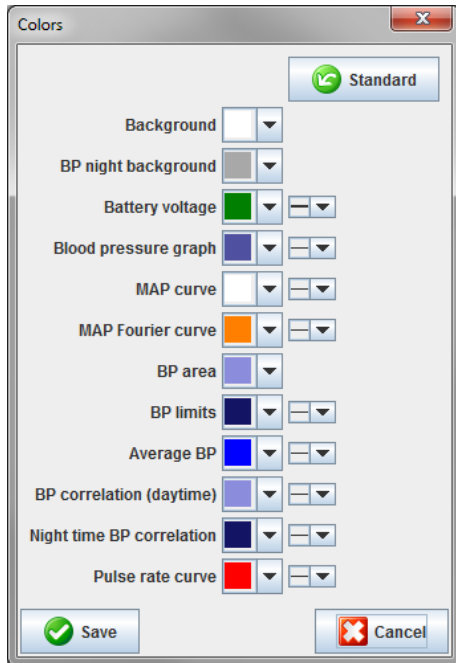 Colors
Standard
Background
BP night background
Battery voltage
Blood pressure graph
MAP curve
MAP Fourier curve
BP area
BP limits
Average BP
BP correlation (daytime)
Night time BP correlation
Pulse rate curve
Save
Cancel